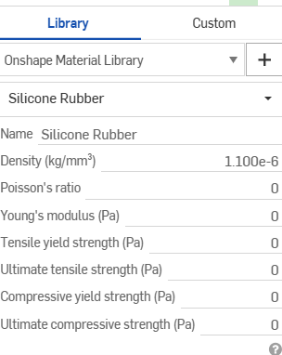 Library Custom
Onshape Material Library +
Silicone Rubber
Name Silicone Rubber
Density (kg/mm³) 1.100e-6
Poisson's ratio 0
Young's modulus (Pa) 0
Tensile yield strength (Pa) 0
Ultimate tensile strength (Pa) 0
Compressive yield strength (Pa) 0
Ultimate compressive strength (Pa) 0
?